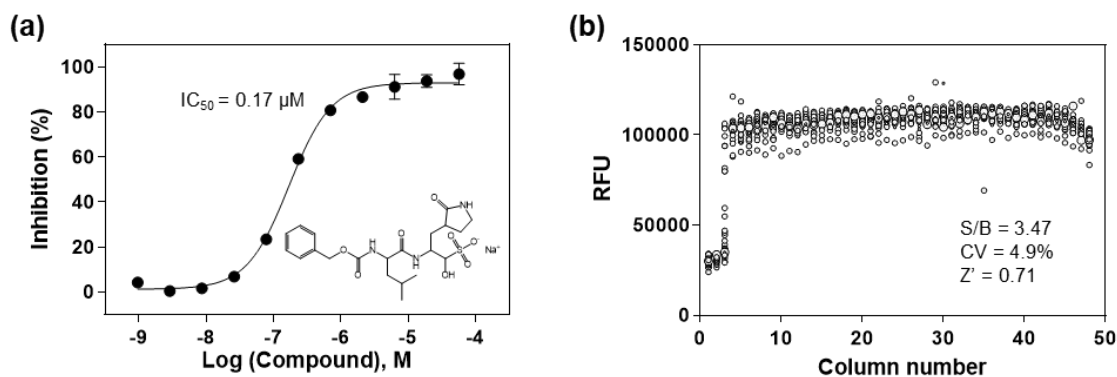 (a)
100
80
60
40
20
0
Inhibition (%)
IC50 = 0.17 µM
O
NH
O
O
H
N
O
N
H
O
S
O-
O
OH
Na+
-9
-8
-7
-6
-5
-4
Log (Compound), M
(b)
150000
100000
50000
0
RFU
S/B = 3.47
CV = 4.9%
Z' = 0.71
0
10
20
30
40
50
Column number